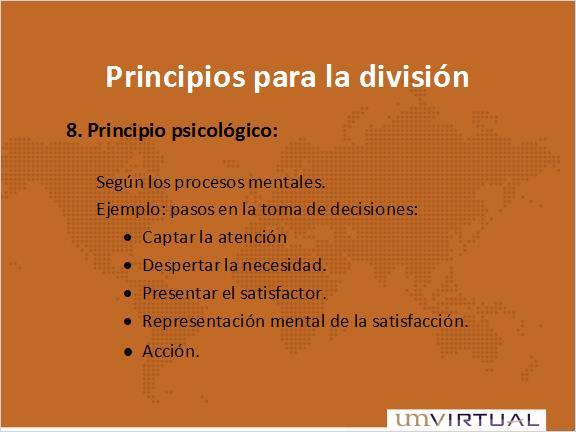 Principios para la división
8. Principio psicológico:
Según los procesos mentales.
Ejemplo: pasos en la toma de decisiones:
• Captar la atención
• Despertar la necesidad.
• Presentar el satisfactor.
• Representación mental de la satisfacción.
• Acción.
UMVIRTUAL